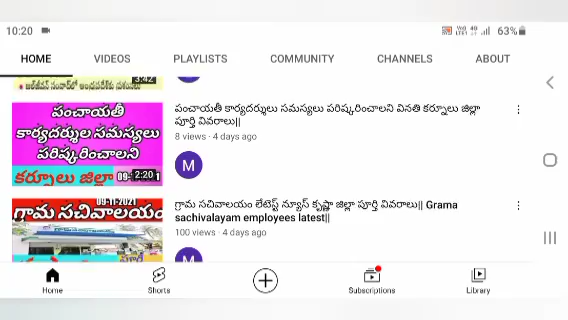 10:20
63%
HOME VIDEOS PLAYLISTS COMMUNITY CHANNELS ABOUT
3:42
పంచాయతీ
కార్యదర్శుల సమస్యలు
పరిష్కరించాలని
కర్నూలు జిల్లా
2:20
పంచాయతీ కార్యదర్శులు సమస్యలు పరిష్కరించాలని వినతి కర్నూలు జిల్లా
పూర్తి వివరాలు||
8 views · 4 days ago
M
09-11-2021
గ్రామ సచివాలయం
గ్రామ సచివాలయం లేటెస్ట్ న్యూస్ కృష్ణా జిల్లా పూర్తి వివరాలు|| Grama
sachivalayam employees latest||
100 views · 4 days ago
M
Home Shorts Subscriptions Library